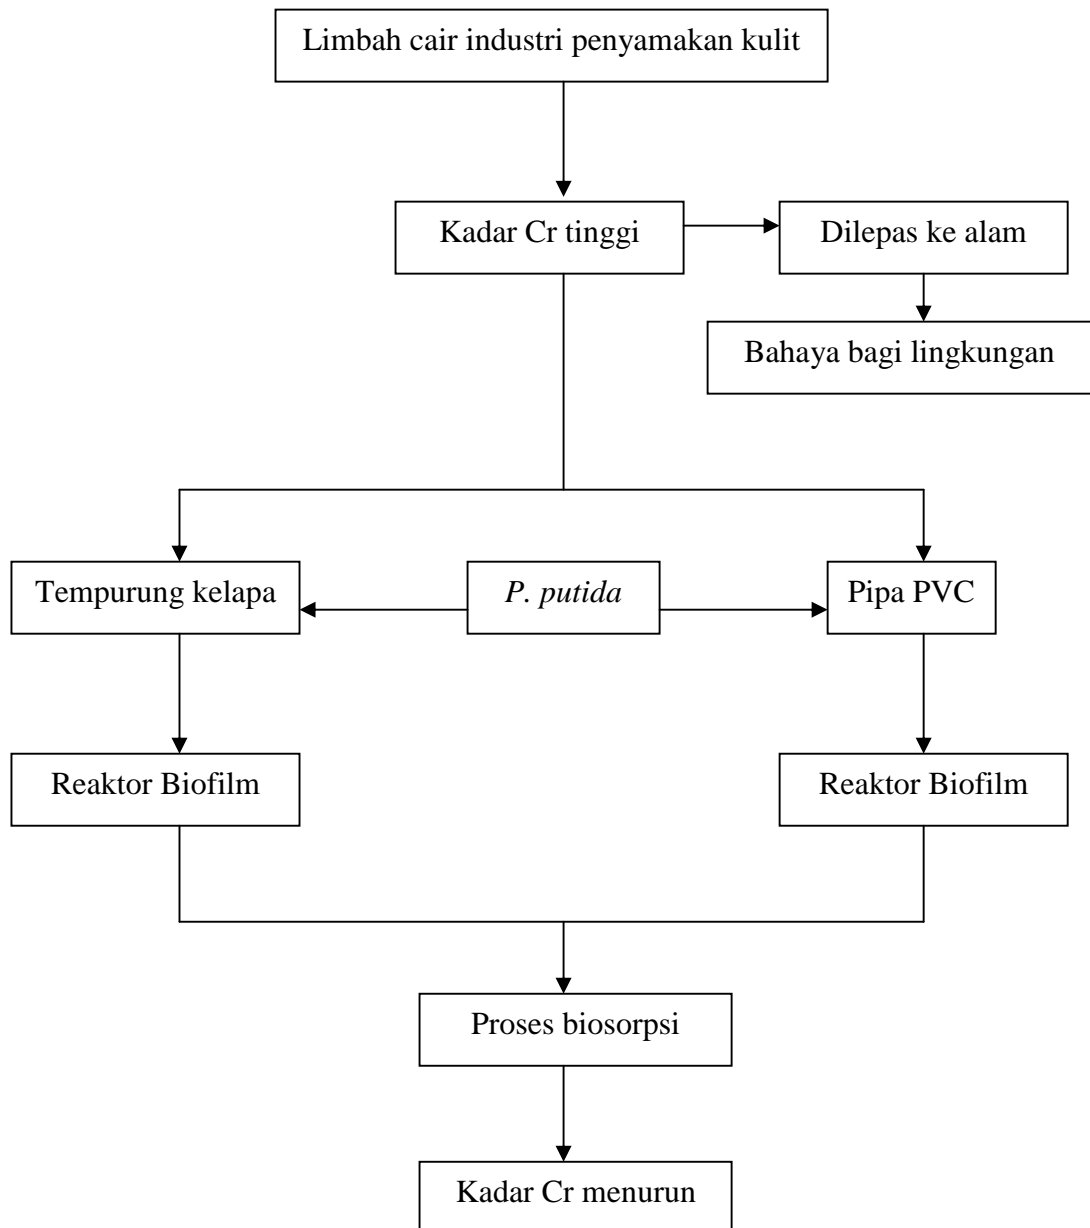 Limbah cair industri penyamakan kulit
Kadar Cr tinggi
Dilepas ke alam
Bahaya bagi lingkungan
Tempurung kelapa
P. putida
Pipa PVC
Reaktor Biofilm
Reaktor Biofilm
Proses biosorpsi
Kadar Cr menurun